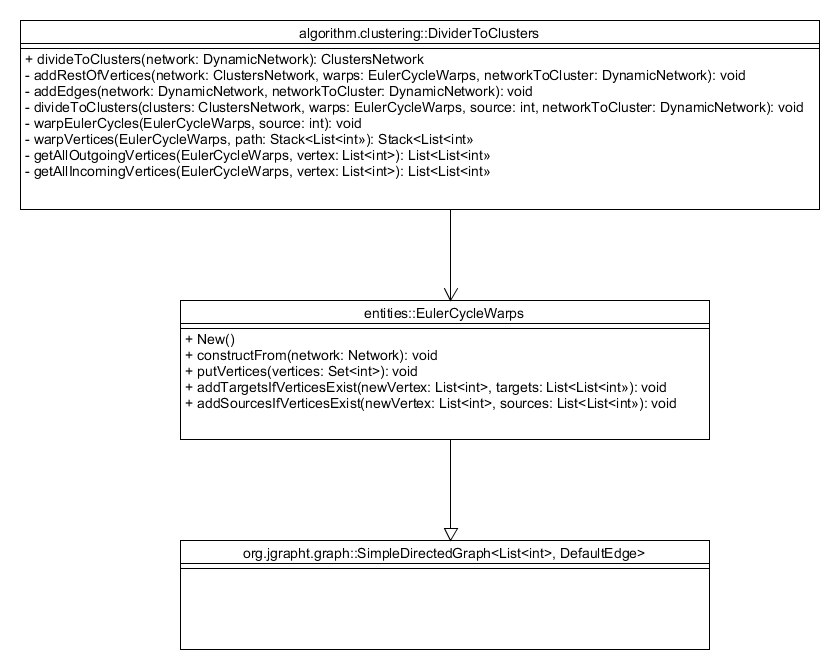 algorithm.clustering::DividerToClusters
+ divideToClusters(network: DynamicNetwork): ClustersNetwork
- addRestOfVertices(network: ClustersNetwork, warps: EulerCycleWarps, networkToCluster: DynamicNetwork): void
- addEdges(network: DynamicNetwork, networkToCluster: DynamicNetwork): void
- divideToClusters(clusters: ClustersNetwork, warps: EulerCycleWarps, source: int, networkToCluster: DynamicNetwork): void
- warpEulerCycles(EulerCycleWarps, source: int): void
- warpVertices(EulerCycleWarps, path: Stack<List<int»): Stack<List<int»
- getAllOutgoingVertices(EulerCycleWarps, vertex: List<int>): List<List<int»
- getAllIncomingVertices(EulerCycleWarps, vertex: List<int>): List<List<int»
entities::EulerCycleWarps
+ New()
+ constructFrom(network: Network): void
+ putVertices(vertices: Set<int>): void
+ addTargetsIfVerticesExist(newVertex: List<int>, targets: List<List<int»): void
+ addSourcesIfVerticesExist(newVertex: List<int>, sources: List<List<int»): void
org.jgrapht.graph::SimpleDirectedGraph<List<int>, DefaultEdge>